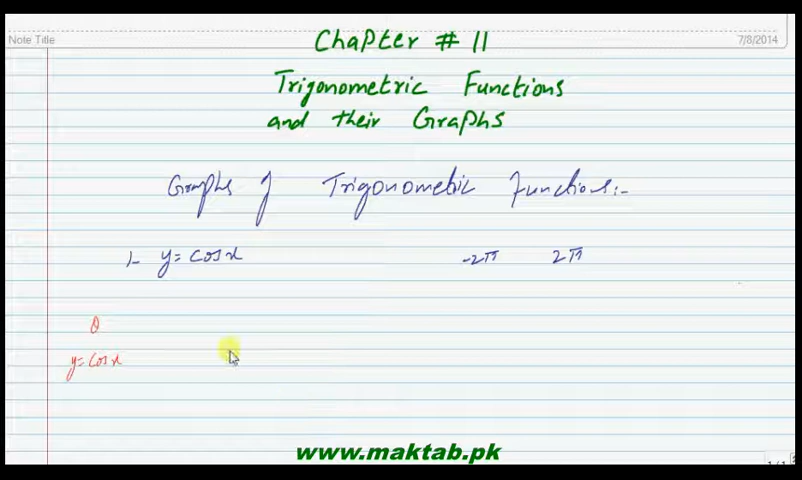 Note Title
7/8/2014
Chapter # 11
Trigonometric Functions
and their Graphs
Graphs of Trigonometric Functions:-
1- y = cos x -2π 2π
θ
y = cos x
www.maktab.pk